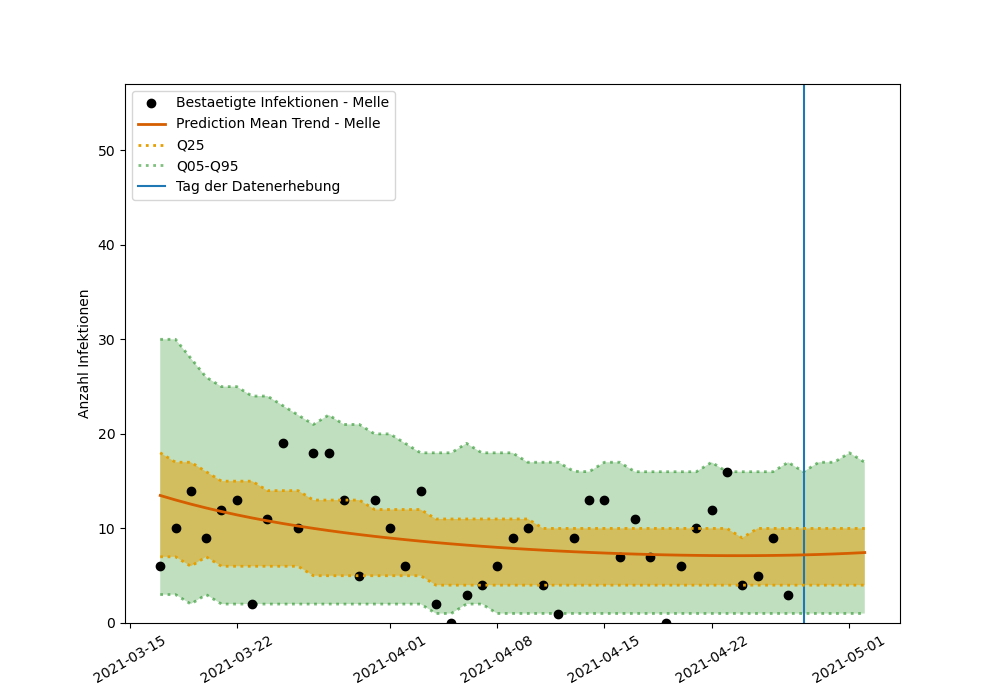 Bestaetigte Infektionen - Melle
Prediction Mean Trend - Melle
Q25
Q05-Q95
Tag der Datenerhebung
Anzahl Infektionen
50
40
30
20
10
0
2021-03-15
2021-03-22
2021-04-01
2021-04-08
2021-04-15
2021-04-22
2021-05-01